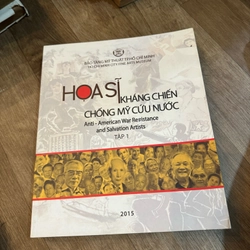 BẢO TÀNG MỸ THUẬT TP.HỒ CHÍ MINH
HO CHI MINH CITY FINE ARTS MUSEUM
HỌA SĨ KHÁNG CHIẾN
CHỐNG MỸ CỨU NƯỚC
Anti - American War Resistance
and Salvation Artists
TẬP 1
2015